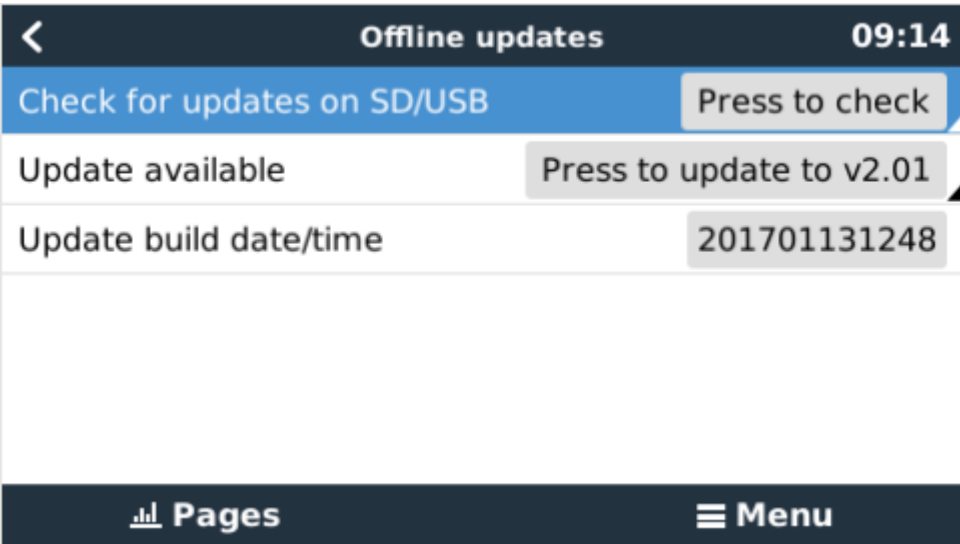 Offline updates 09:14
Check for updates on SD/USB Press to check
Update available Press to update to v2.01
Update build date/time 201701131248
Pages Menu